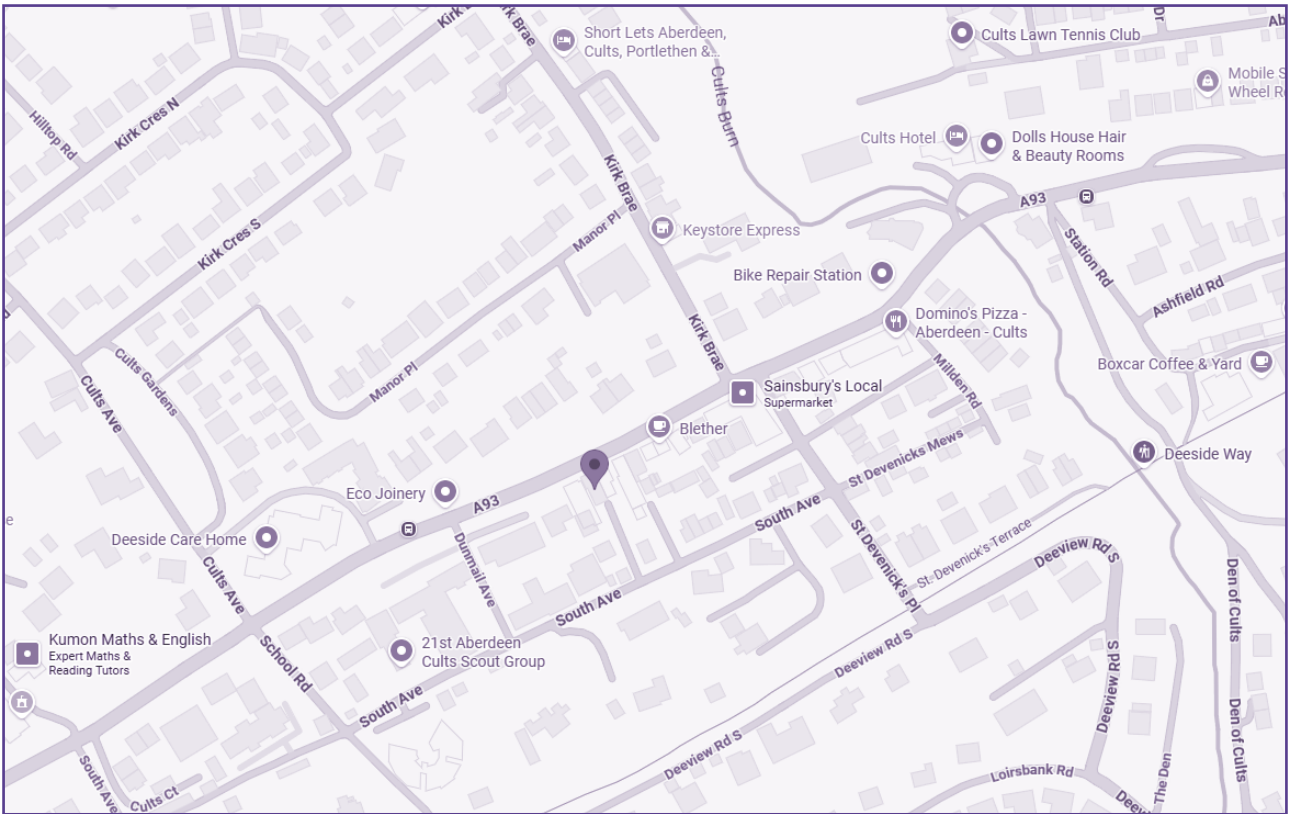 Kirk Brae
Short Lets Aberdeen,
Cults, Portlethen &...
Cults Lawn Tennis Club
Dr
Ab
Mobile S
Wheel R
Hilltop Rd
Kirk Cres N
Cults Burn
Cults Hotel
Dolls House Hair
& Beauty Rooms
Kirk Brae
A93
Manor Pl
Keystore Express
Kirk Cres S
Station Rd
Bike Repair Station
Ashfield Rd
Domino's Pizza -
Aberdeen - Cults
Kirk Brae
Cults Gardens
Manor Pl
Boxcar Coffee & Yard
Millden Rd
Sainsbury's Local
Supermarket
Cults Ave
Blether
St Devenicks Mews
Deeside Way
Eco Joinery
A93
South Ave
Deeside Care Home
Dunmail Ave
St Devenick's Pl
St. Devenick's Terrace
Deeview Rd S
Cults Ave
South Ave
Den of Cults
Kumon Maths & English
Expert Maths &
Reading Tutors
School Rd
21st Aberdeen
Cults Scout Group
Deeview Rd S
Deeview Rd S
South Ave
Den of Cults
Deeview Rd S
South Ave
Cults Ct
Loirsbank Rd
The Den